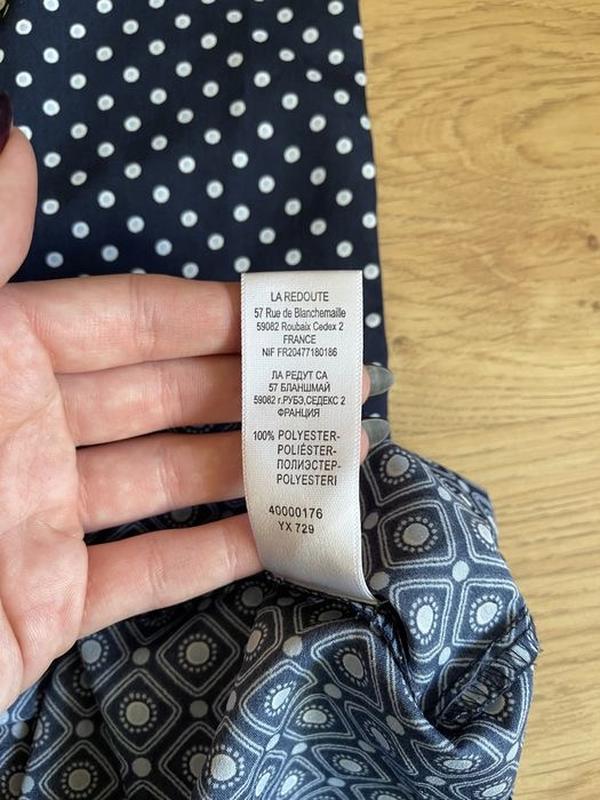 LA REDOUTE
57 Rue de Blanchemaille
59082 Roubaix Cedex 2
FRANCE
NIF FR20477180186
ЛА РЕДУТ СА
57 БЛАНШМАЙ
59082 г.РУБЭ,СЕДЕКС 2
ФРАНЦИЯ
100% POLYESTER-
POLIÉSTER-
ПОЛИЭСТЕР-
POLYESTERI
40000176
YX 729